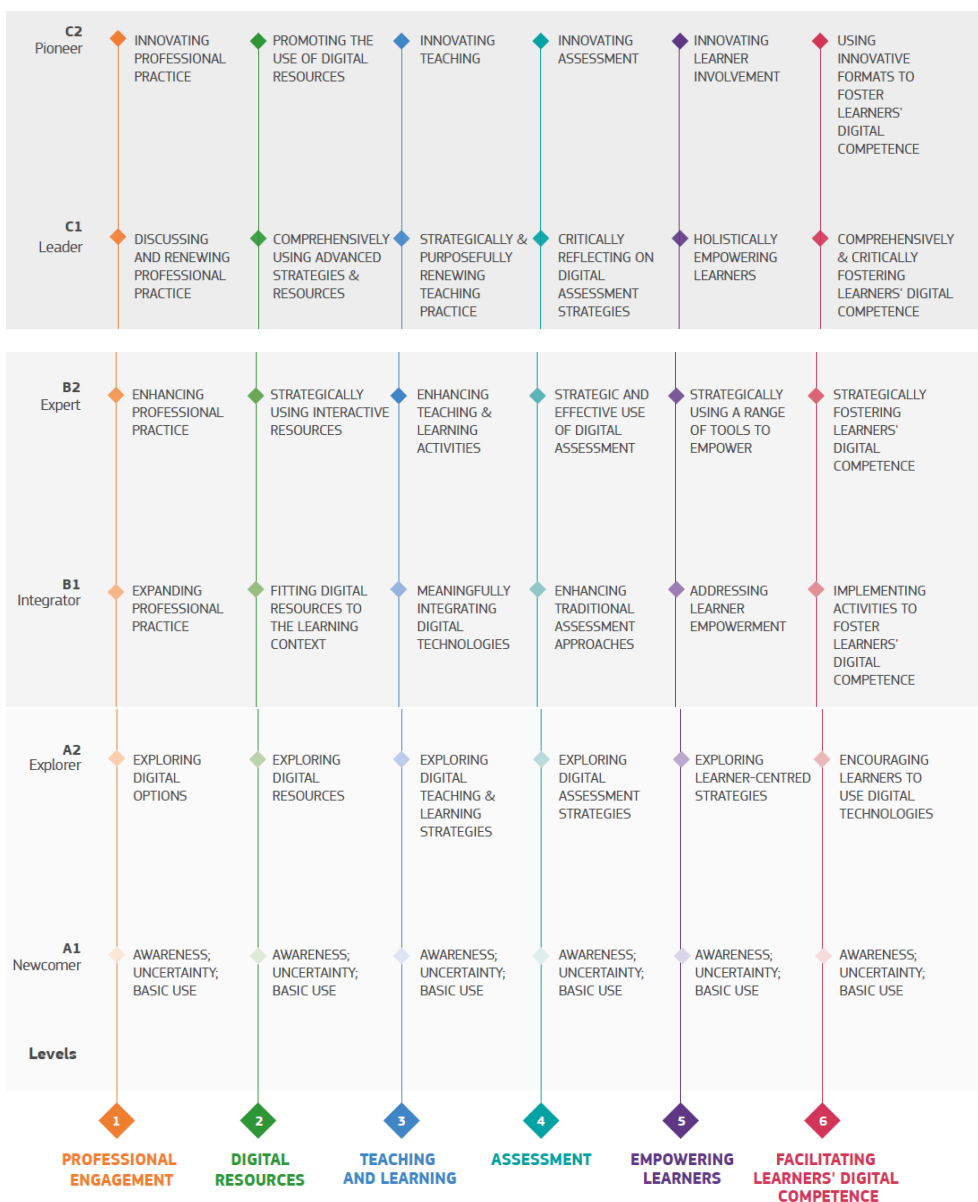 C2
Pioneer
INNOVATING
PROFESSIONAL
PRACTICE
PROMOTING THE
USE OF DIGITAL
RESOURCES
INNOVATING
TEACHING
INNOVATING
ASSESSMENT
INNOVATING
LEARNER
INVOLVEMENT
USING
INNOVATIVE
FORMATS TO
FOSTER
LEARNERS'
DIGITAL
COMPETENCE
C1
Leader
DISCUSSING
AND RENEWING
PROFESSIONAL
PRACTICE
COMPREHENSIVELY
USING ADVANCED
STRATEGIES &
RESOURCES
STRATEGICALLY &
PURPOSEFULLY
RENEWING
TEACHING
PRACTICE
CRITICALLY
REFLECTING ON
DIGITAL
ASSESSMENT
STRATEGIES
HOLISTICALLY
EMPOWERING
LEARNERS
COMPREHENSIVELY
& CRITICALLY
FOSTERING
LEARNERS' DIGITAL
COMPETENCE
B2
Expert
ENHANCING
PROFESSIONAL
PRACTICE
STRATEGICALLY
USING INTERACTIVE
RESOURCES
ENHANCING
TEACHING &
LEARNING
ACTIVITIES
STRATEGIC AND
EFFECTIVE USE
OF DIGITAL
ASSESSMENT
STRATEGICALLY
USING A RANGE
OF TOOLS TO
EMPOWER
STRATEGICALLY
FOSTERING
LEARNERS'
DIGITAL
COMPETENCE
B1
Integrator
EXPANDING
PROFESSIONAL
PRACTICE
FITTING DIGITAL
RESOURCES TO
THE LEARNING
CONTEXT
MEANINGFULLY
INTEGRATING
DIGITAL
TECHNOLOGIES
ENHANCING
TRADITIONAL
ASSESSMENT
APPROACHES
ADDRESSING
LEARNER
EMPOWERMENT
IMPLEMENTING
ACTIVITIES TO
FOSTER
LEARNERS'
DIGITAL
COMPETENCE
A2
Explorer
EXPLORING
DIGITAL
OPTIONS
EXPLORING
DIGITAL
RESOURCES
EXPLORING
DIGITAL
TEACHING &
LEARNING
STRATEGIES
EXPLORING
DIGITAL
ASSESSMENT
STRATEGIES
EXPLORING
LEARNER-CENTRED
STRATEGIES
ENCOURAGING
LEARNERS TO
USE DIGITAL
TECHNOLOGIES
A1
Newcomer
AWARENESS;
UNCERTAINTY;
BASIC USE
AWARENESS;
UNCERTAINTY;
BASIC USE
AWARENESS;
UNCERTAINTY;
BASIC USE
AWARENESS;
UNCERTAINTY;
BASIC USE
AWARENESS;
UNCERTAINTY;
BASIC USE
AWARENESS;
UNCERTAINTY;
BASIC USE
Levels
1
PROFESSIONAL
ENGAGEMENT
2
DIGITAL
RESOURCES
3
TEACHING
AND LEARNING
4
ASSESSMENT
5
EMPOWERING
LEARNERS
6
FACILITATING
LEARNERS' DIGITAL
COMPETENCE